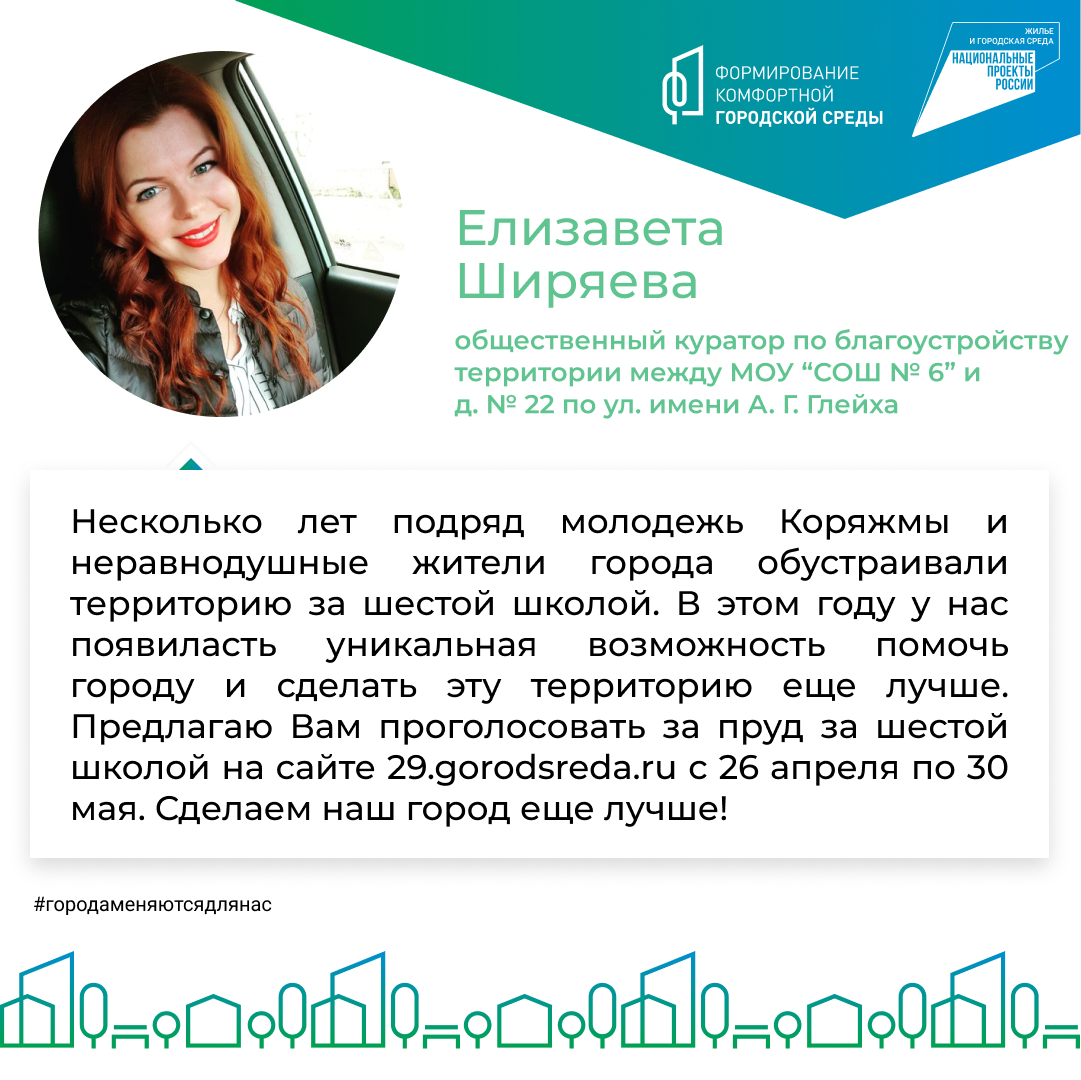 ЖИЛЬЕ
И ГОРОДСКАЯ СРЕДА
НАЦИОНАЛЬНЫЕ
ПРОЕКТЫ
РОССИИ
ФОРМИРОВАНИЕ
КОМФОРТНОЙ
ГОРОДСКОЙ СРЕДЫ
Елизавета
Ширяева
общественный куратор по благоустройству
территории между МОУ “СОШ № 6” и
д. № 22 по ул. имени А. Г. Глейха
Несколько лет подряд молодежь Коряжмы и
неравнодушные жители города обустраивали
территорию за шестой школой. В этом году у нас
появиласть уникальная возможность помочь
городу и сделать эту территорию еще лучше.
Предлагаю Вам проголосовать за пруд за шестой
школой на сайте 29.gorodsreda.ru с 26 апреля по 30
мая. Сделаем наш город еще лучше!
#городаменяютсядлянас